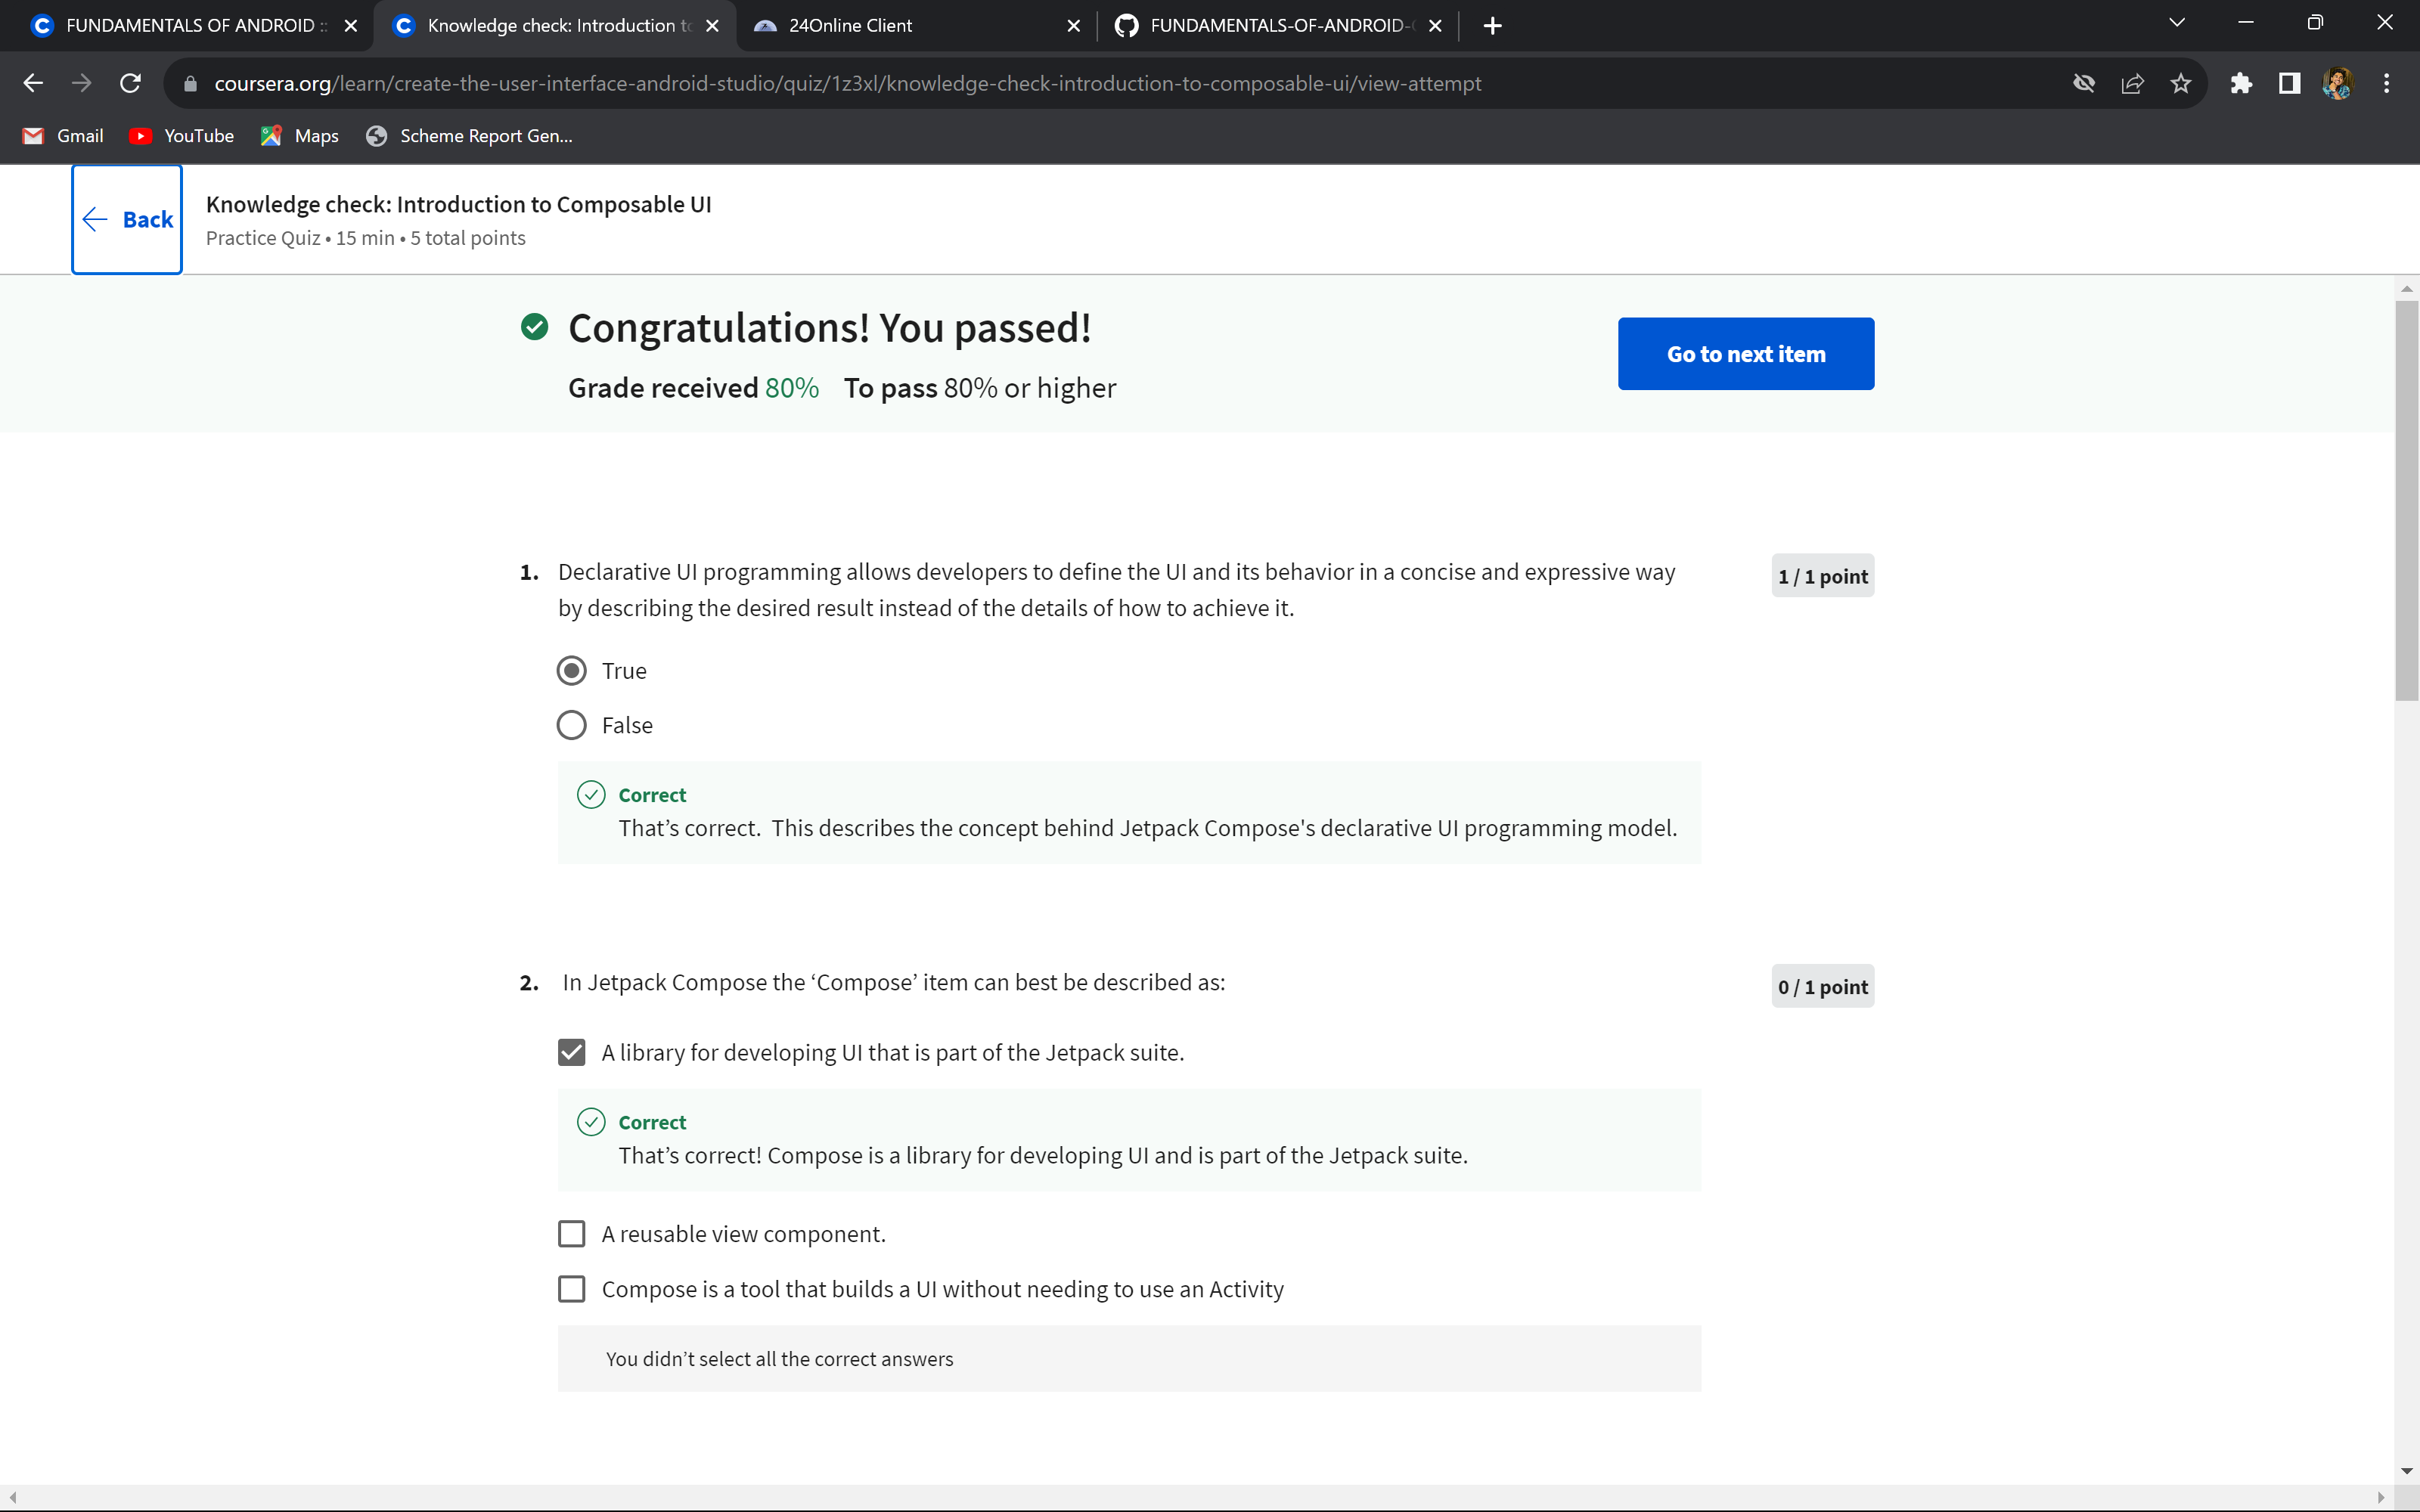 FUNDAMENTALS OF ANDROID ::
Knowledge check: Introduction to
24Online Client
FUNDAMENTALS-OF-ANDROID-
coursera.org/learn/create-the-user-interface-android-studio/quiz/1z3xl/knowledge-check-introduction-to-composable-ui/view-attempt
Gmail
YouTube
Maps
Scheme Report Gen...
Back
Knowledge check: Introduction to Composable UI
Practice Quiz • 15 min • 5 total points
Congratulations! You passed!
Grade received 80% To pass 80% or higher
Go to next item
1. Declarative UI programming allows developers to define the UI and its behavior in a concise and expressive way
by describing the desired result instead of the details of how to achieve it.
1 / 1 point
True
False
Correct
That’s correct.  This describes the concept behind Jetpack Compose's declarative UI programming model.
2. In Jetpack Compose the ‘Compose’ item can best be described as:
0 / 1 point
A library for developing UI that is part of the Jetpack suite.
Correct
That’s correct! Compose is a library for developing UI and is part of the Jetpack suite.
A reusable view component.
Compose is a tool that builds a UI without needing to use an Activity
You didn’t select all the correct answers